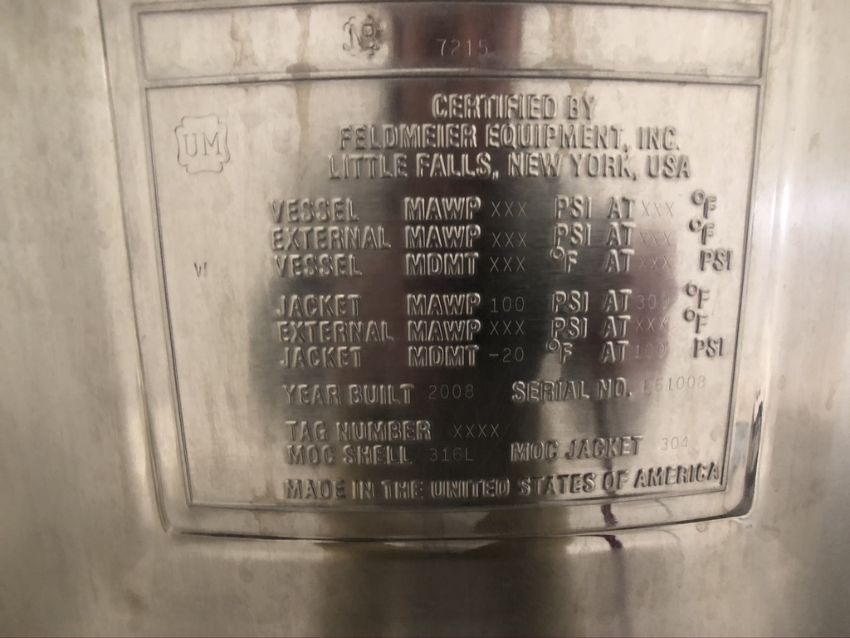 NB 7215
CERTIFIED BY
UM
FELDMEIER EQUIPMENT, INC.
LITTLE FALLS, NEW YORK, USA
VESSEL MAWP XXX PSI AT XXX °F
EXTERNAL MAWP XXX PSI AT XXX °F
W VESSEL MDMT XXX °F AT XXX PSI
JACKET MAWP 100 PSI AT °F
EXTERNAL MAWP XXX PSI AT XXX °F
JACKET MDMT -20 °F AT 100 PSI
YEAR BUILT 2008 SERIAL NO.
TAG NUMBER XXXX
MOC SHELL 316L MOC JACKET 304
MADE IN THE UNITED STATES OF AMERICA